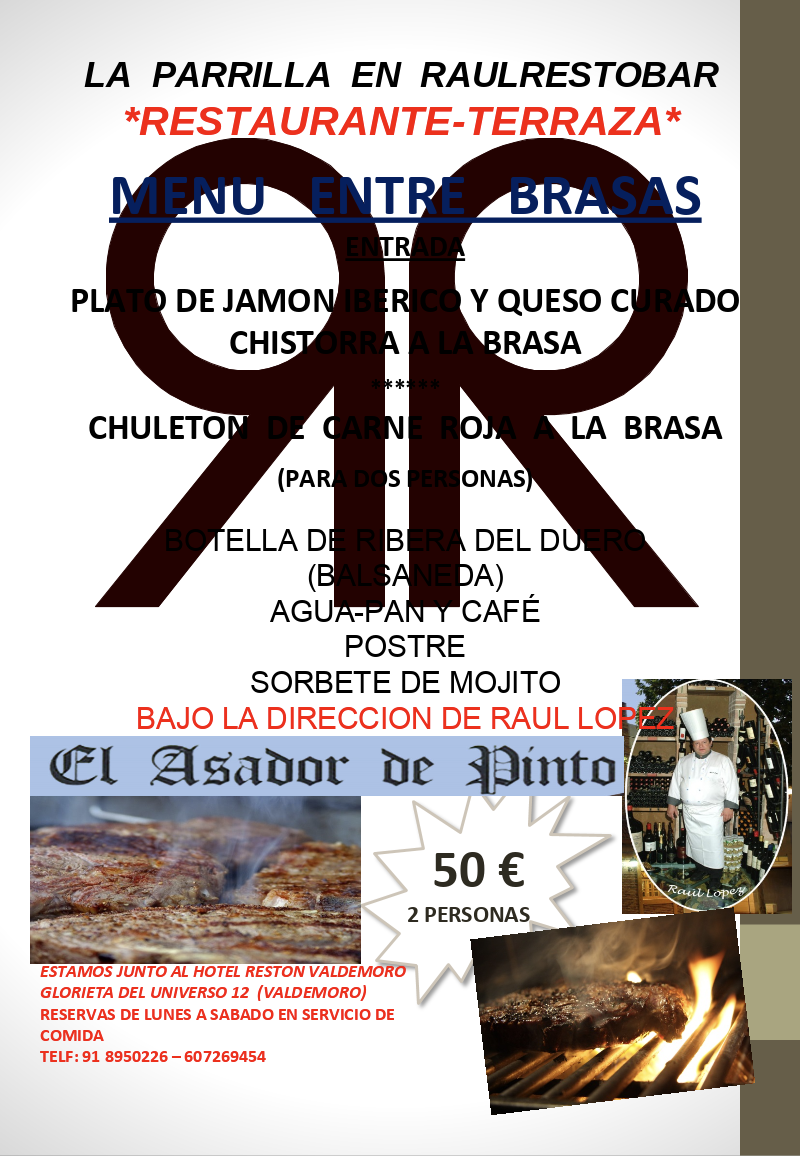 LA PARRILLA EN RAULRESTOBAR
*RESTAURANTE-TERRAZA*
MENU ENTRE BRASAS
ENTRADA
PLATO DE JAMON IBERICO Y QUESO CURADO
CHISTORRA A LA BRASA
******
CHULETON DE CARNE ROJA A LA BRASA
(PARA DOS PERSONAS)
BOTELLA DE RIBERA DEL DUERO
(BALSANEDA)
AGUA-PAN Y CAFÉ
POSTRE
SORBETE DE MOJITO
BAJO LA DIRECCION DE RAUL LOPEZ
El Asador de Pinto
Raúl Lopez
50 €
2 PERSONAS
ESTAMOS JUNTO AL HOTEL RESTON VALDEMORO
GLORIETA DEL UNIVERSO 12 (VALDEMORO)
RESERVAS DE LUNES A SABADO EN SERVICIO DE
COMIDA
TELF: 91 8950226 – 607269454